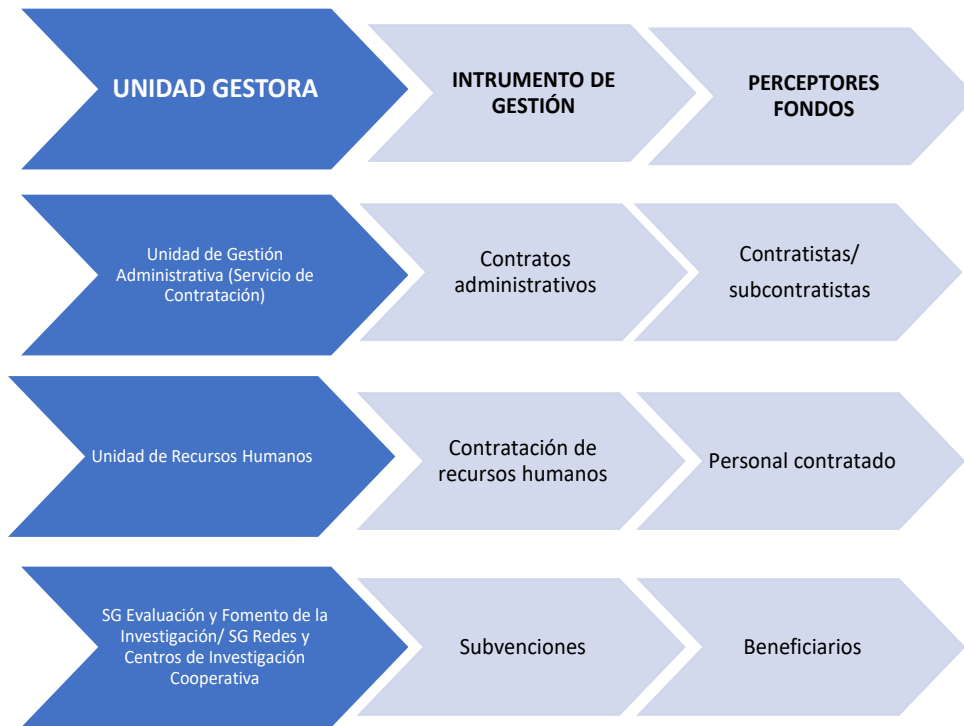 UNIDAD GESTORA
INTRUMENTO DE
GESTIÓN
PERCEPTORES
FONDOS
Unidad de Gestión
Administrativa (Servicio de
Contratación)
Contratos
administrativos
Contratistas/
subcontratistas
Unidad de Recursos Humanos
Contratación de
recursos humanos
Personal contratado
SG Evaluación y Fomento de la
Investigación/ SG Redes y
Centros de Investigación
Cooperativa
Subvenciones
Beneficiarios